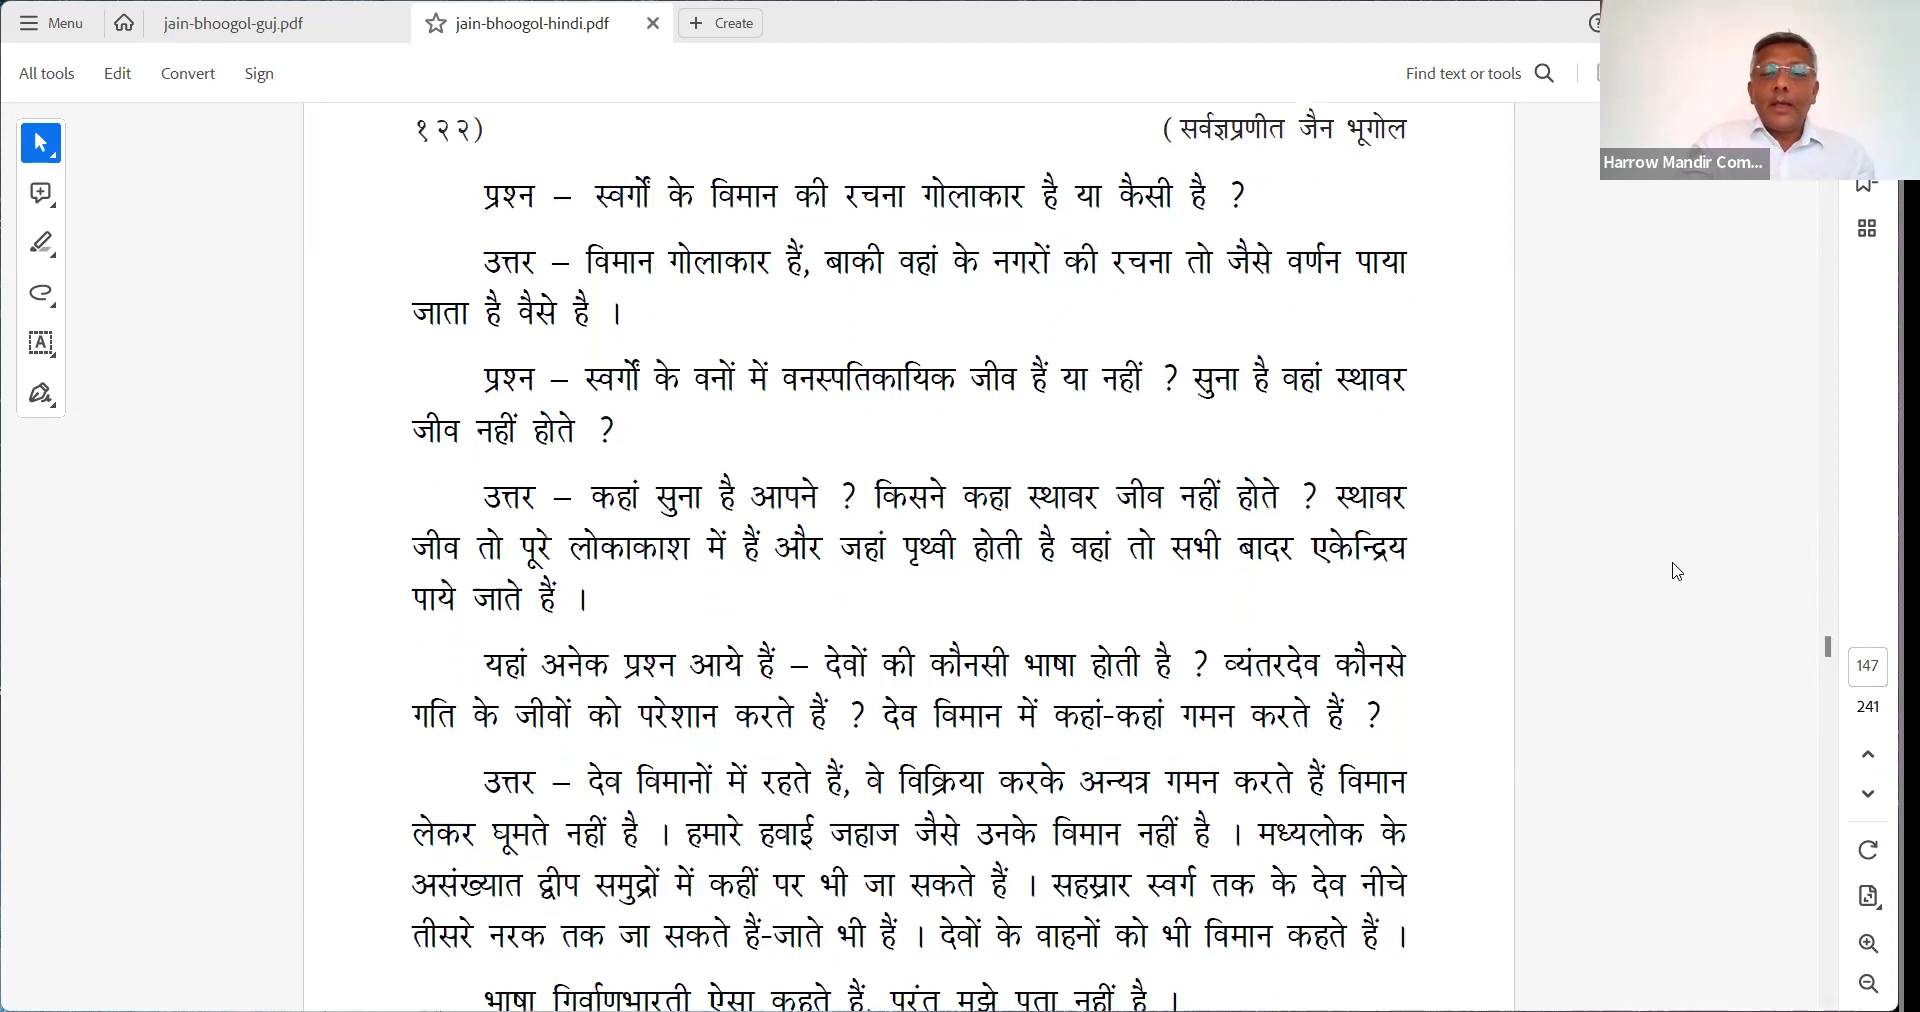 Menu
jain-bhoogol-guj.pdf
jain-bhoogol-hindi.pdf
Create
All tools
Edit
Convert
Sign
Find text or tools
Harrow Mandir Com...
१२२)
(सर्वज्ञप्रणीत जैन भूगोल
प्रश्न – स्वर्गों के विमान की रचना गोलाकार है या कैसी है ?
उत्तर – विमान गोलाकार हैं, बाकी वहां के नगरों की रचना तो जैसे वर्णन पाया
जाता है वैसे है ।
प्रश्न – स्वर्गों के वनों में वनस्पतिकायिक जीव हैं या नहीं ? सुना है वहां स्थावर
जीव नहीं होते ?
उत्तर – कहां सुना है आपने ? किसने कहा स्थावर जीव नहीं होते ? स्थावर
जीव तो पूरे लोकाकाश में हैं और जहां पृथ्वी होती है वहां तो सभी बादर एकेन्द्रिय
पाये जाते हैं ।
यहां अनेक प्रश्न आये हैं – देवों की कौनसी भाषा होती है ? व्यंतरदेव कौनसे
गति के जीवों को परेशान करते हैं ? देव विमान में कहां-कहां गमन करते हैं ?
उत्तर – देव विमानों में रहते हैं, वे विक्रिया करके अन्यत्र गमन करते हैं विमान
लेकर घूमते नहीं है । हमारे हवाई जहाज जैसे उनके विमान नहीं है । मध्यलोक के
असंख्यात द्वीप समुद्रों में कहीं पर भी जा सकते हैं । सहस्रार स्वर्ग तक के देव नीचे
तीसरे नरक तक जा सकते हैं-जाते भी हैं । देवों के वाहनों को भी विमान कहते हैं ।
भाषा गिर्वाणभारती ऐसा कहते हैं, परंतु मुझे पता नहीं है ।
147
241